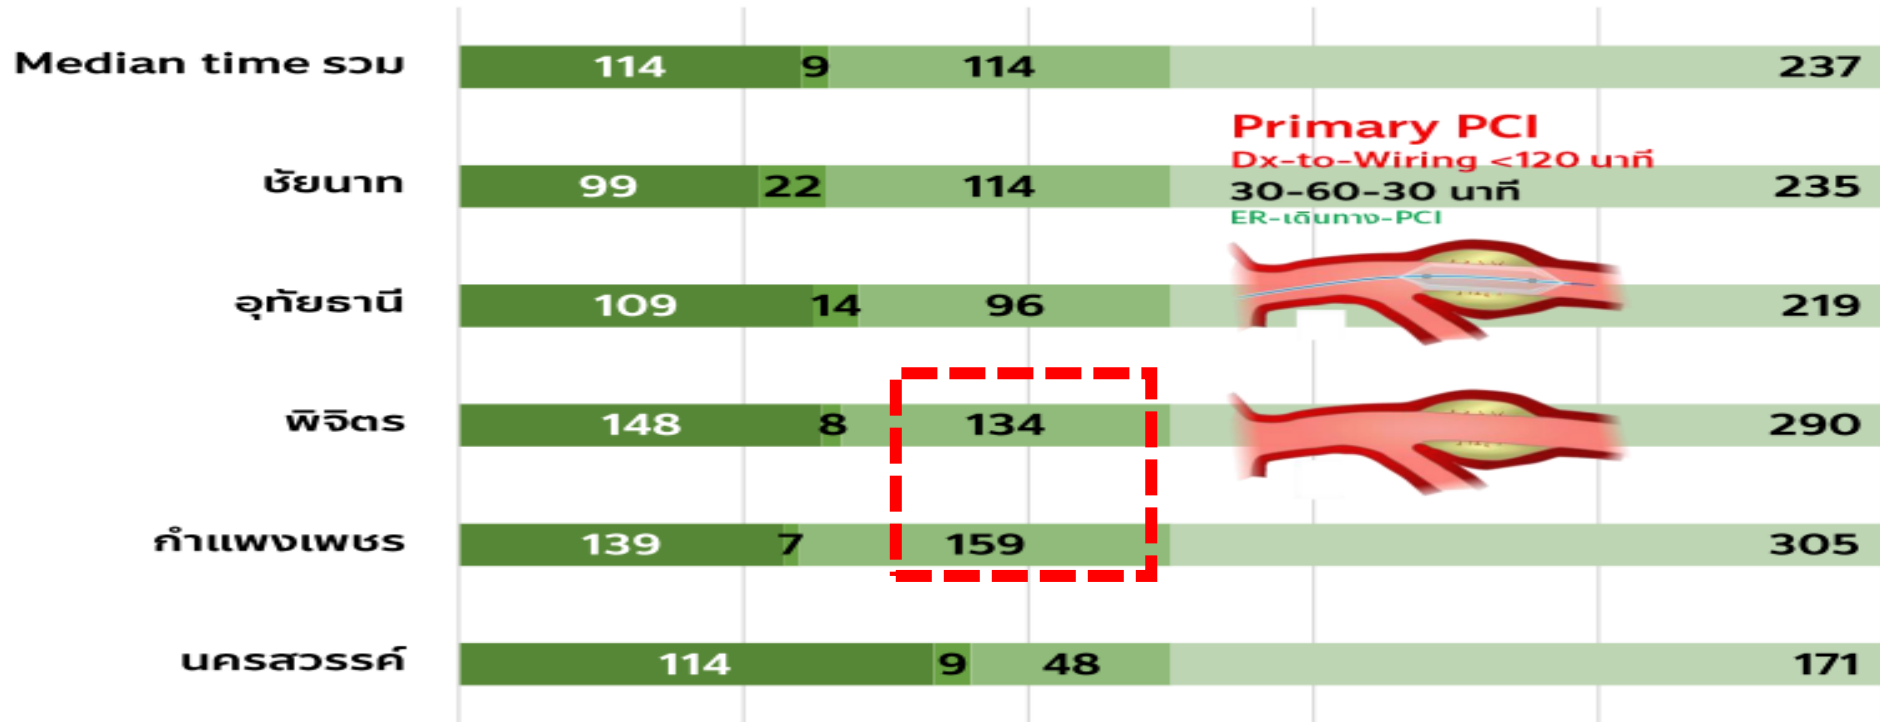 Median time รวม 114 9 114 237
Primary PCI
Dx-to-Wiring <120 นาที
ชัยนาท 99 22 114 30-60-30 นาที 235
ER-เดินทาง-PCI
อุทัยธานี 109 14 96 219
พิจิตร 148 8 134 290
กำแพงเพชร 139 7 159 305
นครสวรรค์ 114 9 48 171